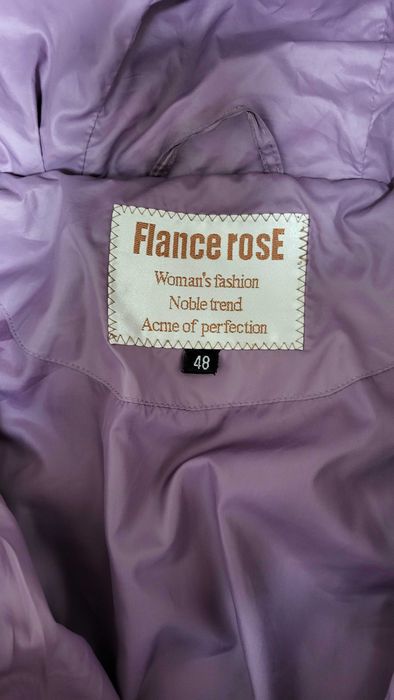 Flance rosE
Woman's fashion
Noble trend
Acme of perfection
48